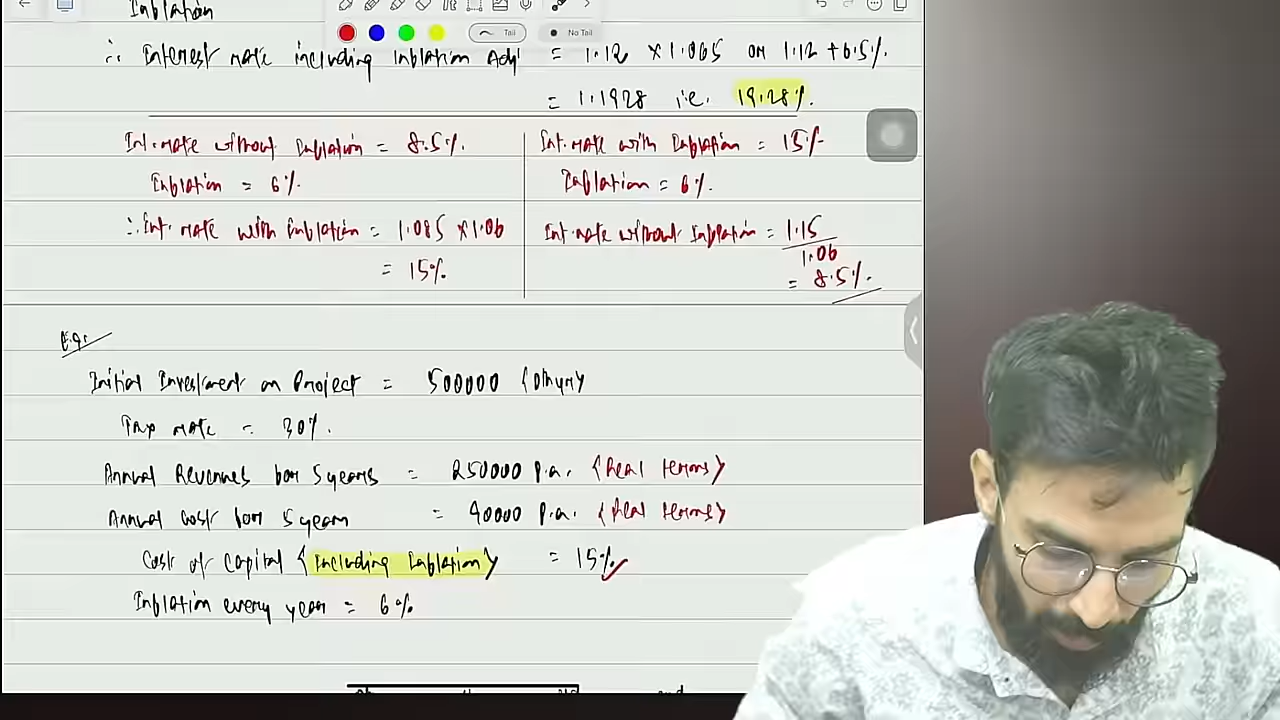 Inflation
Tail
No Tail
∴ Interest rate including Inflation Adj = 1.12 × 1.065 or 1.12 + 6.5%.
= 1.1928 i.e. 19.28%.
Int. rate without Inflation = 8.5%.
Inflation = 6%.
∴ Int. rate with Inflation = 1.085 × 1.06
= 15%
Int. rate with Inflation = 15%
Inflation = 6%.
Int rate without Inflation = 1.15
1.06
= 8.5%.
E.g.
Initial Investment on Project = 500000
Tax rate = 30%.
Annual Revenues for 5 years = 250000 p.a. {Real terms}
Annual Cost for 5 years = 90000 p.a. {Real terms}
Cost of Capital {Including Inflation} = 15%
Inflation every year = 6%